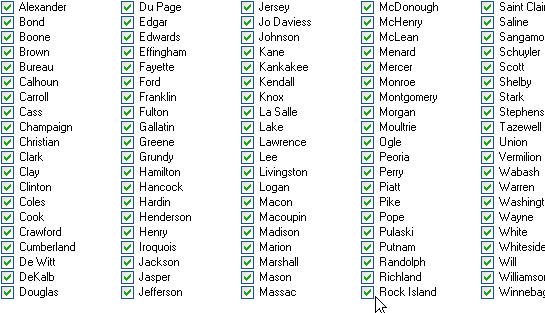 Alexander
Bond
Boone
Brown
Bureau
Calhoun
Carroll
Cass
Champaign
Christian
Clark
Clay
Clinton
Coles
Cook
Crawford
Cumberland
De Witt
DeKalb
Douglas
Du Page
Edgar
Edwards
Effingham
Fayette
Ford
Franklin
Fulton
Gallatin
Greene
Grundy
Hamilton
Hancock
Hardin
Henderson
Henry
Iroquois
Jackson
Jasper
Jefferson
Jersey
Jo Daviess
Johnson
Kane
Kankakee
Kendall
Knox
La Salle
Lake
Lawrence
Lee
Livingston
Logan
Macon
Macoupin
Madison
Marion
Marshall
Mason
Massac
McDonough
McHenry
McLean
Menard
Mercer
Monroe
Montgomery
Morgan
Moultrie
Ogle
Peoria
Perry
Piatt
Pike
Pope
Pulaski
Putnam
Randolph
Richland
Rock Island
Saint Clai
Saline
Sangamo
Schuyler
Scott
Shelby
Stark
Stephens
Tazewell
Union
Vermilion
Wabash
Warren
Washingt
Wayne
White
Whiteside
Will
Williamso
Winnebag